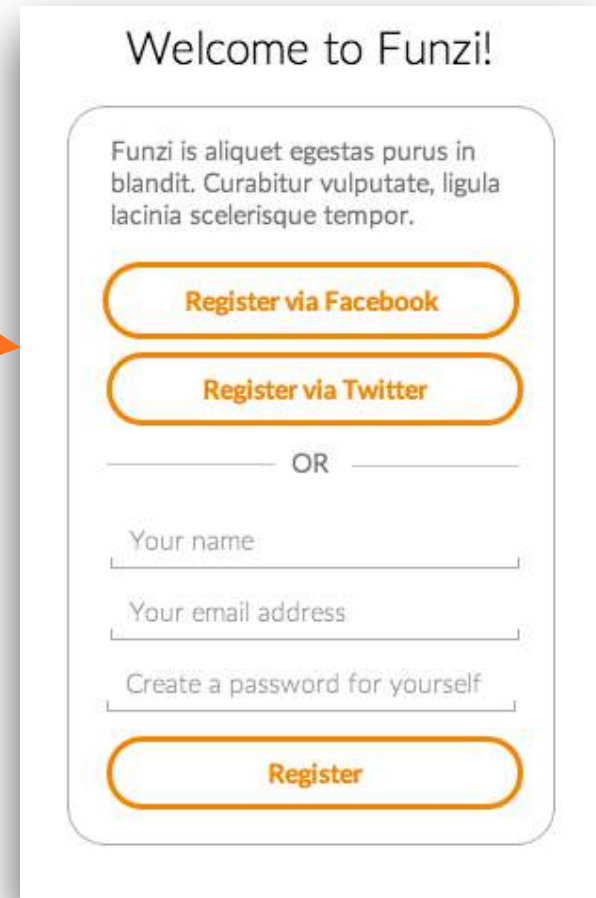 Welcome to Funzi!
Funzi is aliquet egestas purus in
blandit. Curabitur vulputate, ligula
lacinia scelerisque tempor.
Register via Facebook
Register via Twitter
OR
Your name
Your email address
Create a password for yourself
Register